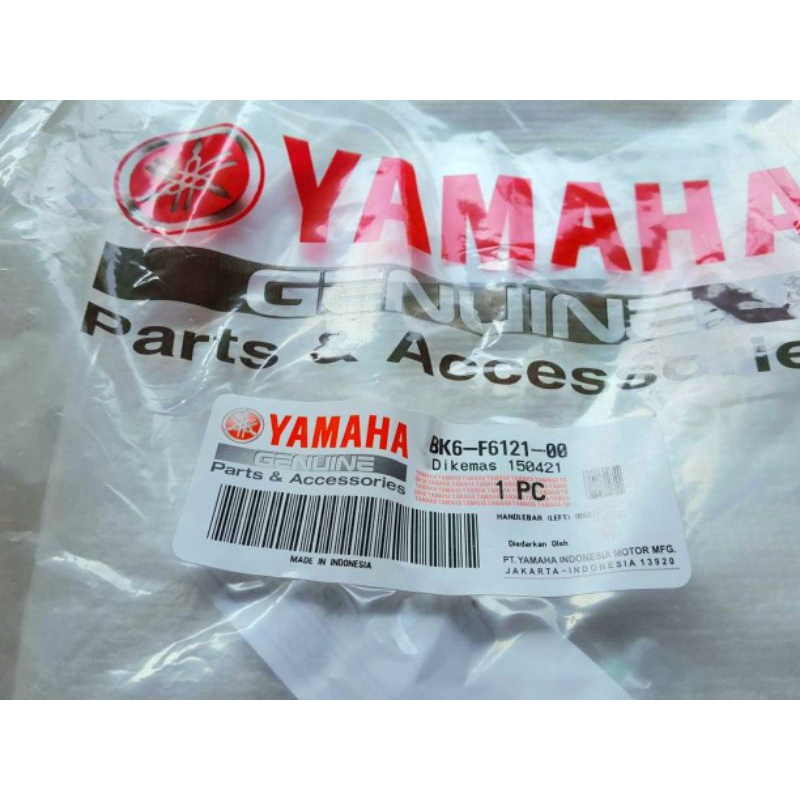 YAMAHA
GENUINE
Parts & Accessories
YAMAHA
GENUINE
Parts & Accessories
BK6-F6121-00
Dikemas 150421
1 PC
HANDLEBAR (LEFT)
Diedarkan Oleh
PT. YAMAHA INDONESIA MOTOR MFG.
JAKARTA-INDONESIA 13920
MADE IN INDONESIA